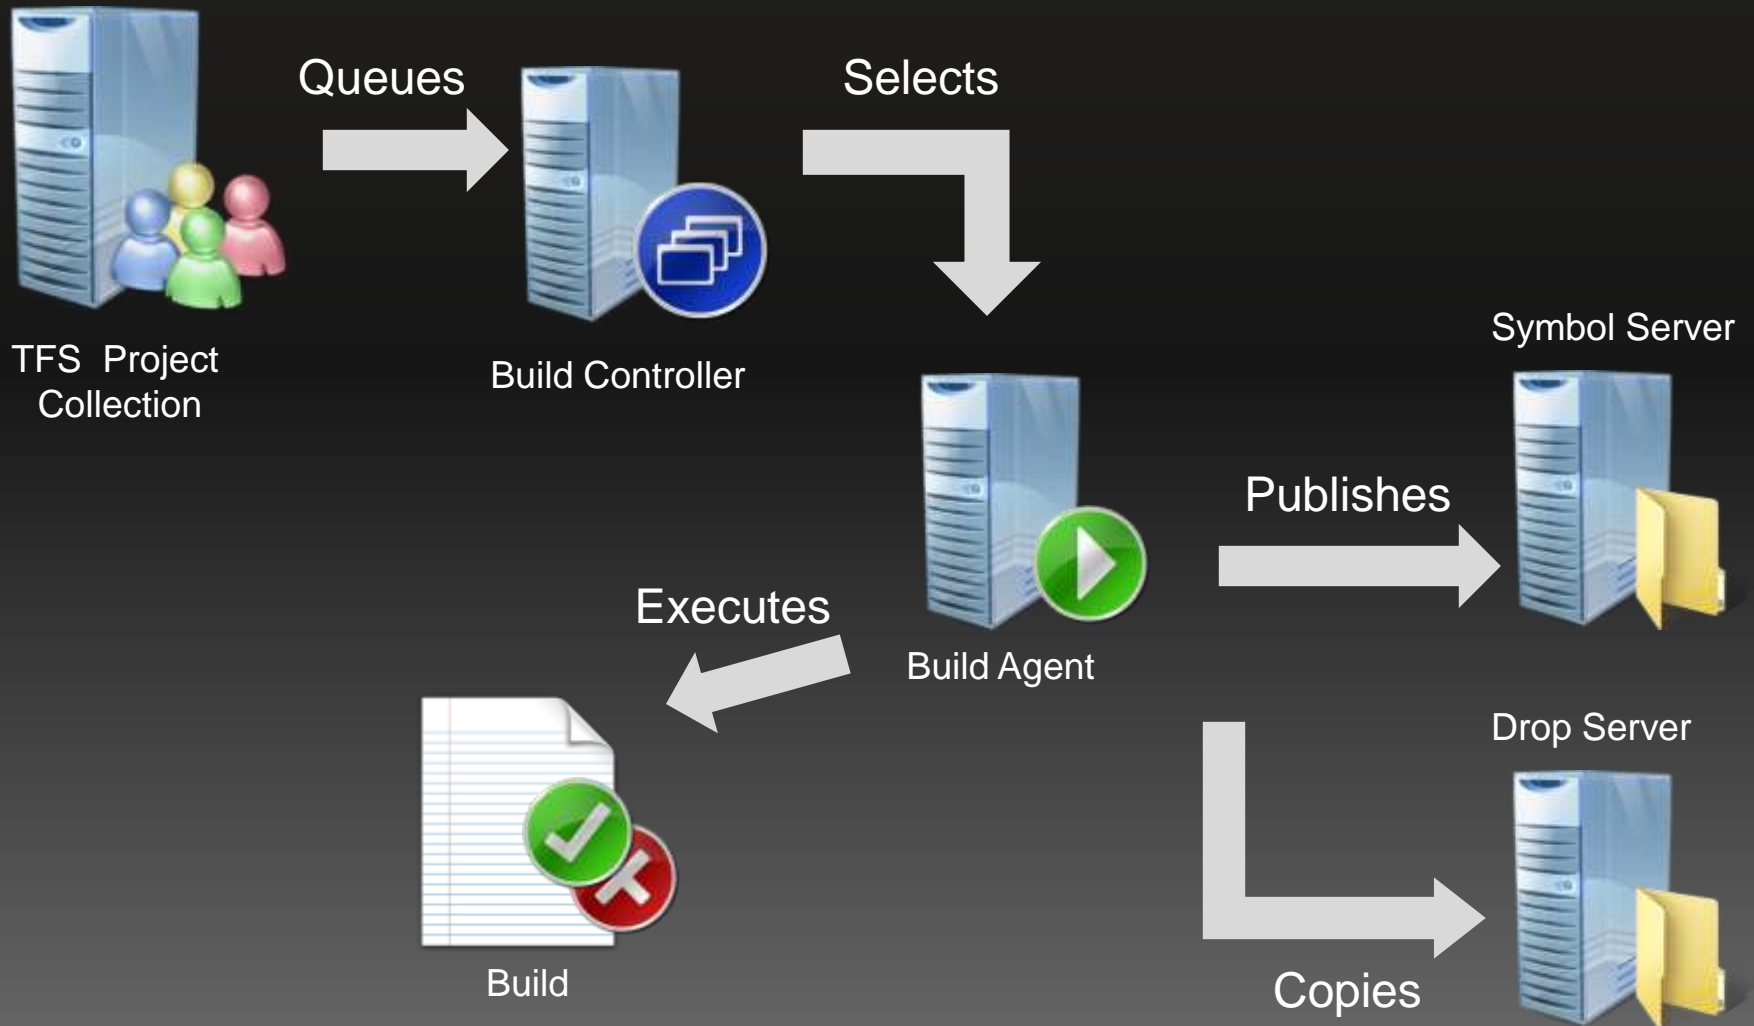 Queues
Selects
TFS  Project
Collection
Build Controller
Symbol Server
Publishes
Executes
Build Agent
Drop Server
Build
Copies